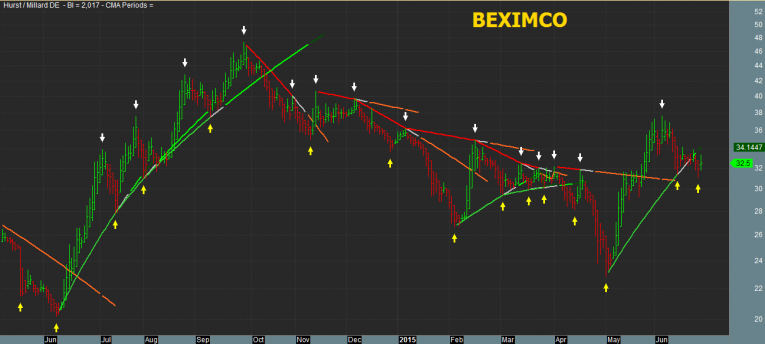 Hurst / Millard DE - BI = 2,017 - CMA Periods =
BEXIMCO
52
48
44
42
40
38
36
34.1447
32.5
32
30
28
26
24
22
20
Jun
Jul
Aug
Sep
Oct
Nov
Dec
2015
Feb
Mar
Apr
May
Jun